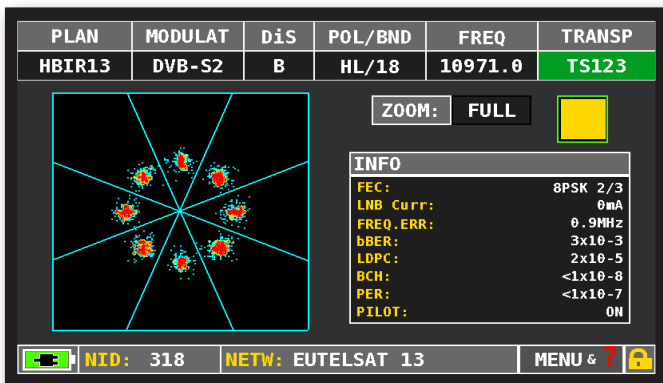 PLAN MODULAT DiS POL/BND FREQ TRANSP
HBIR13 DVB-S2 B HL/18 10971.0 TS123
ZOOM: FULL
INFO
FEC: 8PSK 2/3
LNB Curr: 0mA
FREQ.ERR: 0.9MHz
bBER: 3x10-3
LDPC: 2x10-5
BCH: <1x10-8
PER: <1x10-7
PILOT: ON
NID: 318 NETW: EUTELSAT 13 MENU & ?